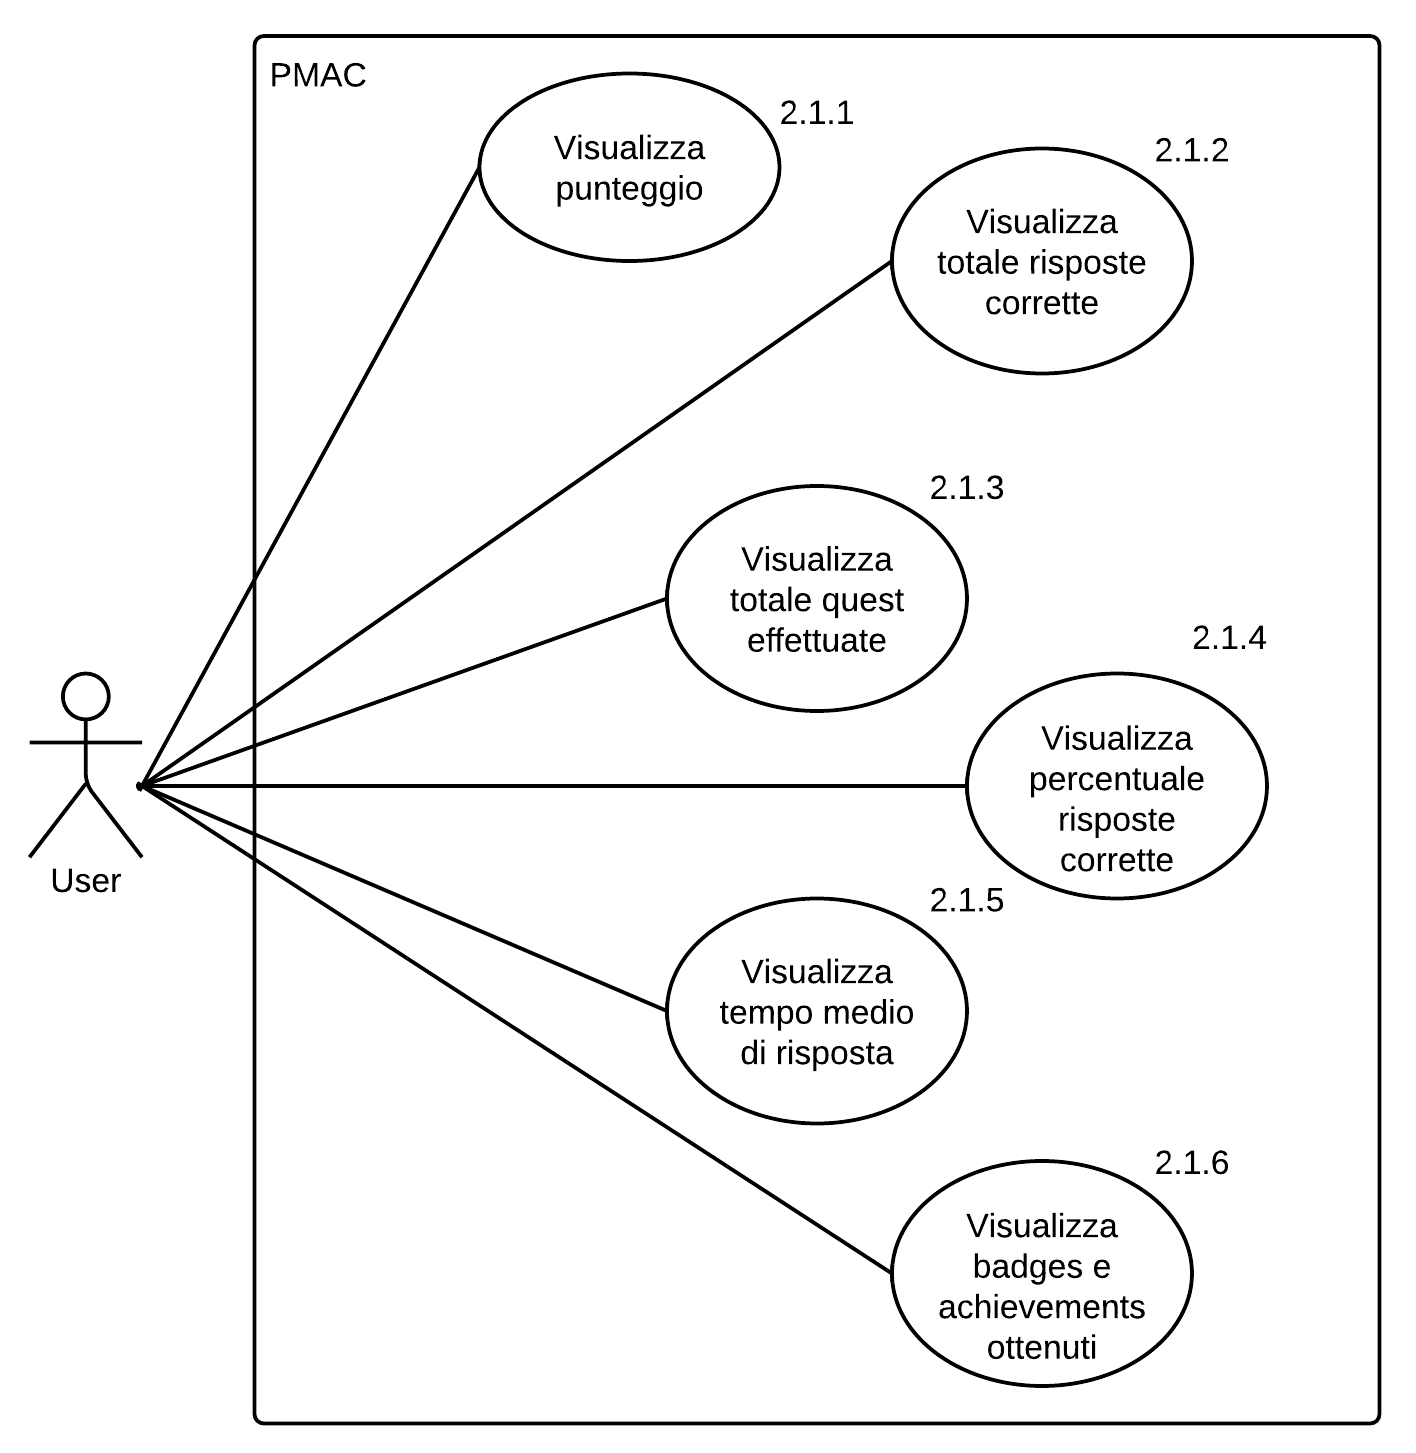 PMAC
2.1.1
Visualizza
punteggio
2.1.2
Visualizza
totale risposte
corrette
2.1.3
Visualizza
totale quest
effettuate
2.1.4
Visualizza
percentuale
risposte
corrette
User
2.1.5
Visualizza
tempo medio
di risposta
2.1.6
Visualizza
badges e
achievements
ottenuti